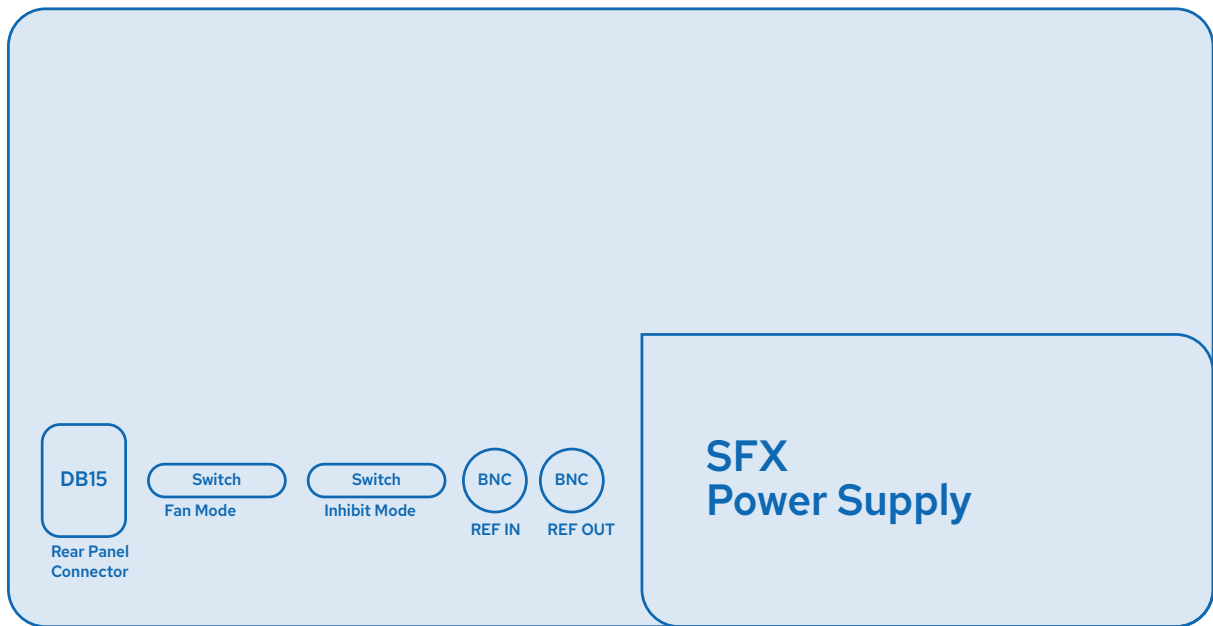 SFX
Power Supply
DB15
Switch
Switch
BNC
BNC
Fan Mode
Inhibit Mode
REF IN
REF OUT
Rear Panel
Connector